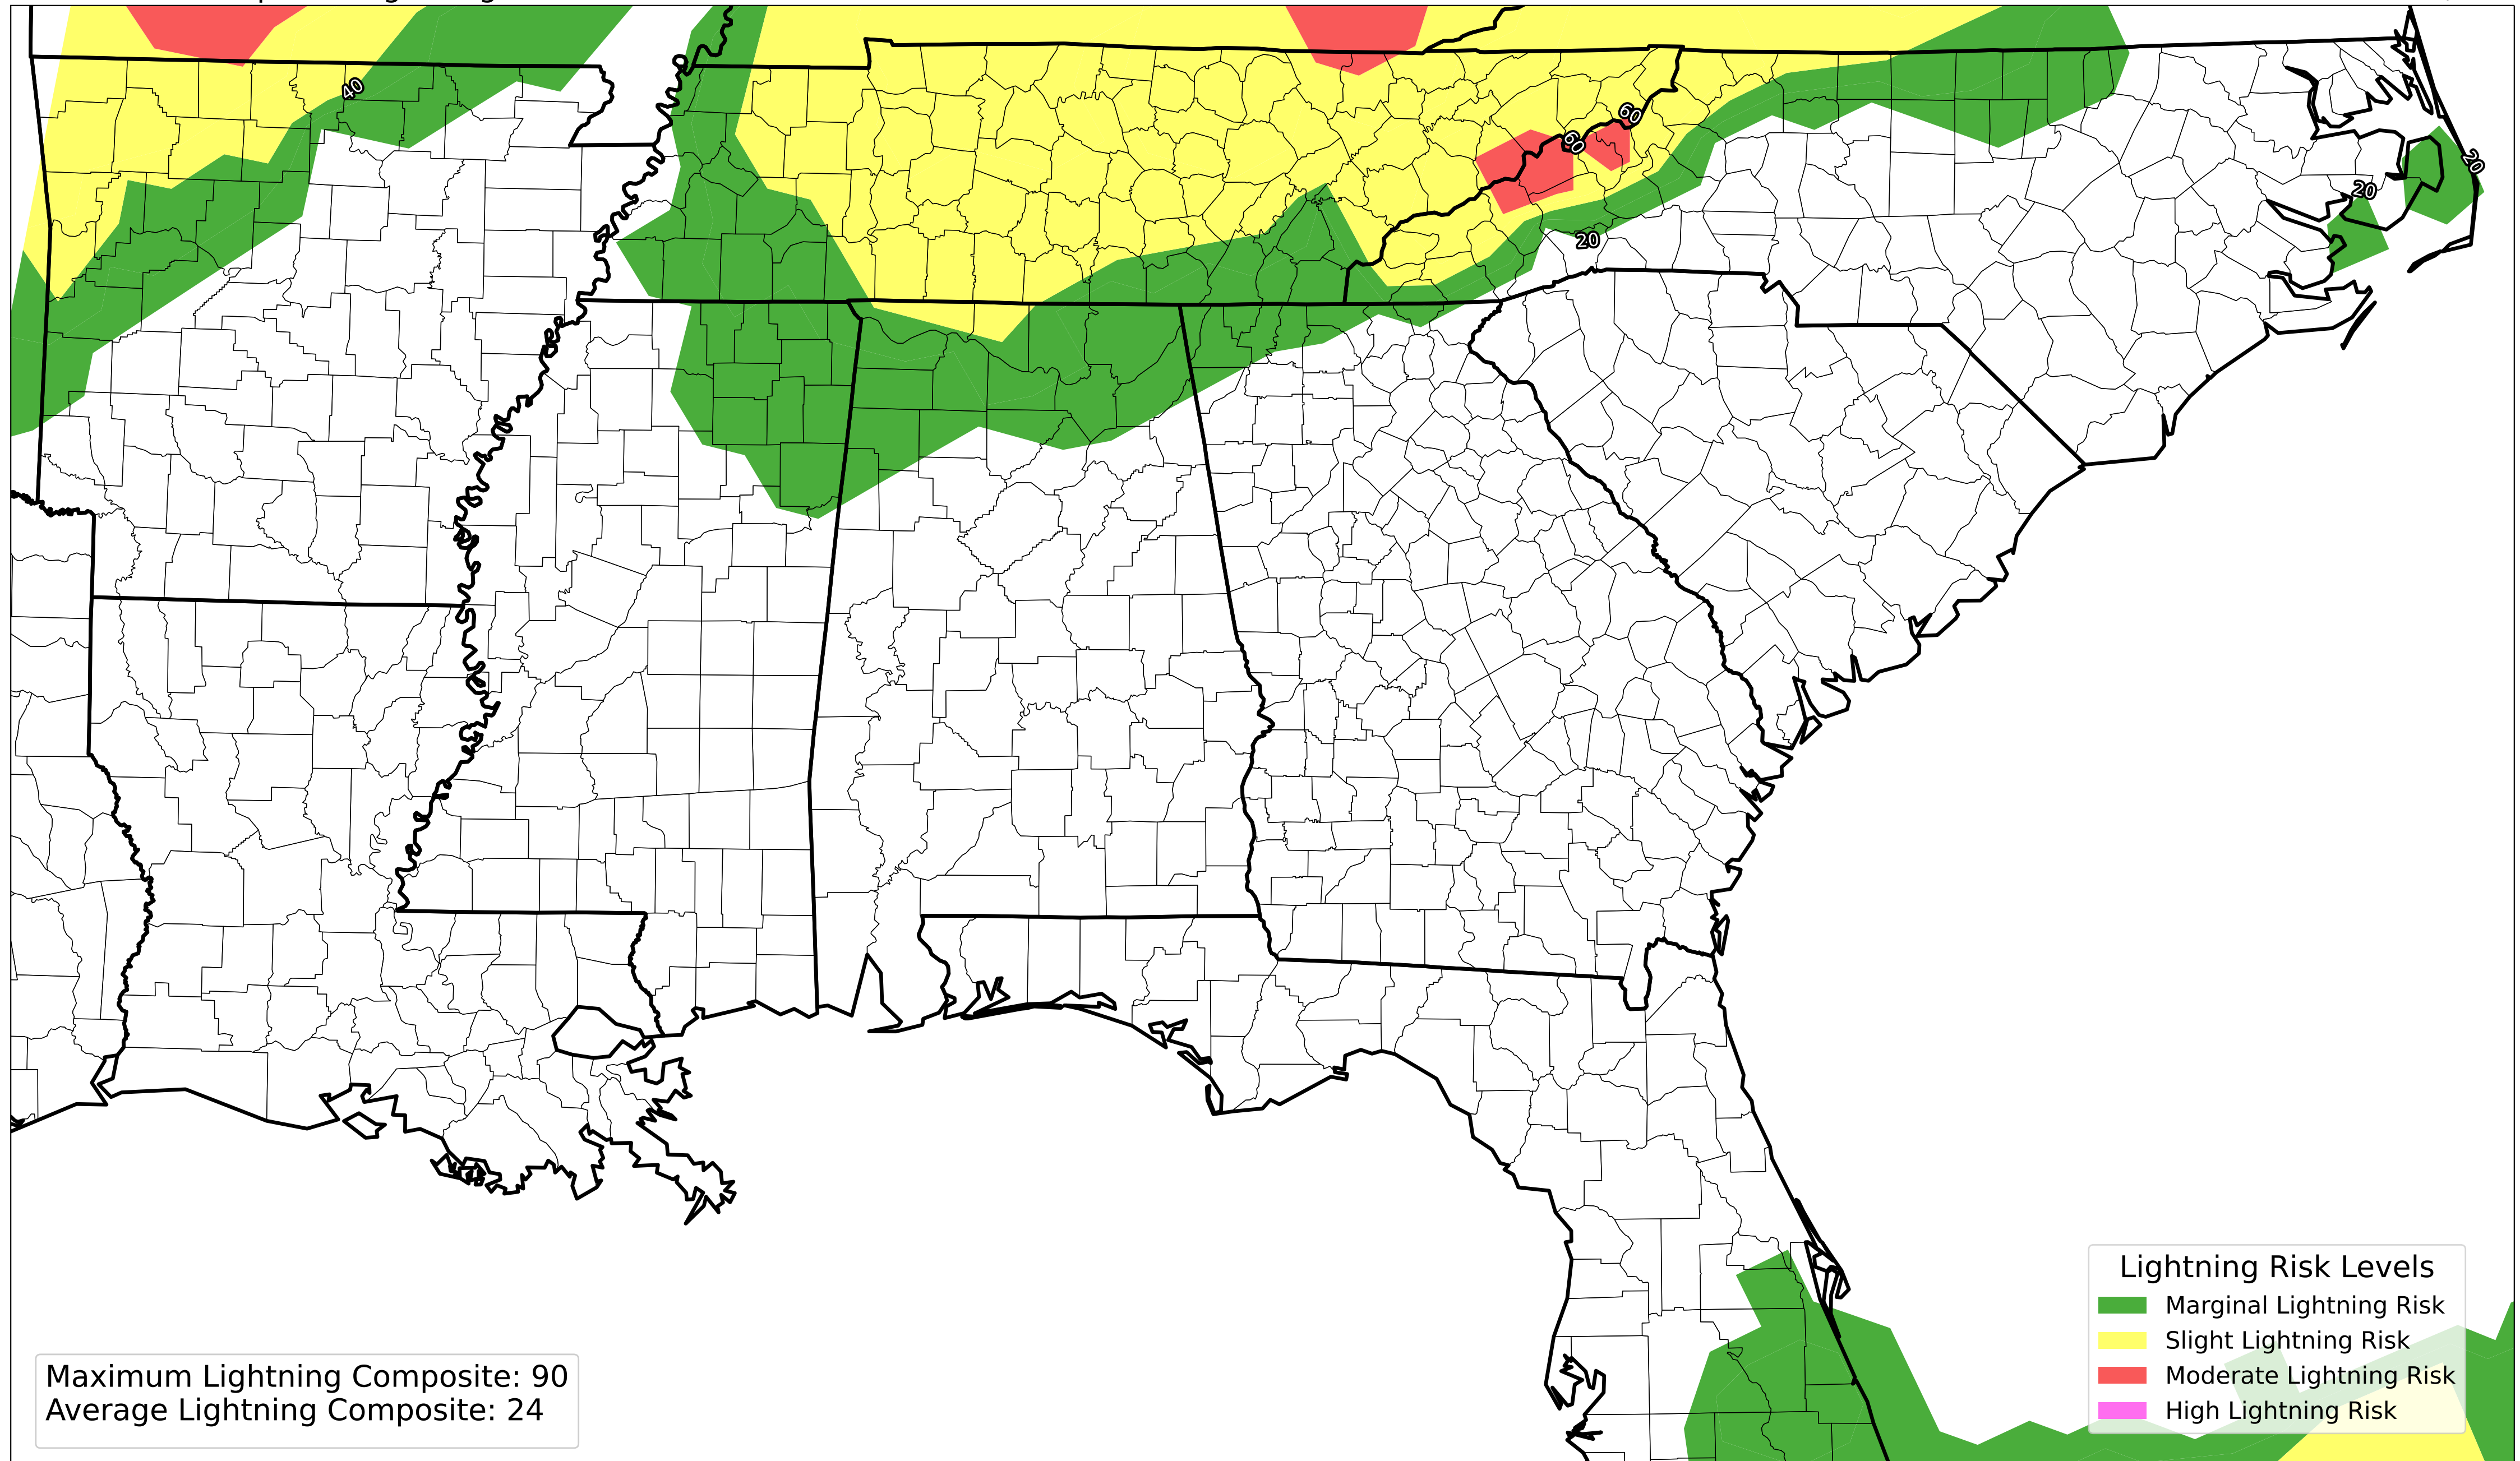 40
60
60
20
20
20
Lightning Risk Levels
Marginal Lightning Risk
Slight Lightning Risk
Moderate Lightning Risk
High Lightning Risk
Maximum Lightning Composite: 90
Average Lightning Composite: 24